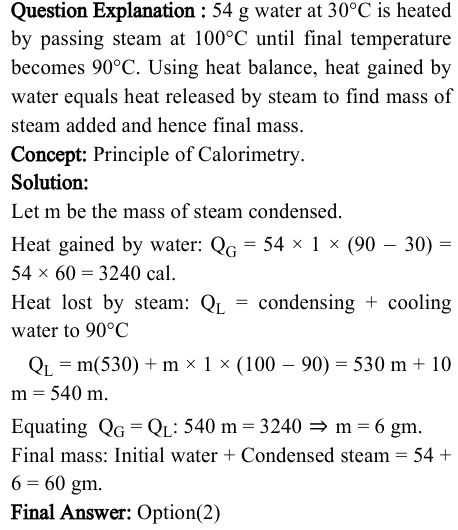 Question Explanation : 54 g water at 30°C is heated
by passing steam at 100°C until final temperature
becomes 90°C. Using heat balance, heat gained by
water equals heat released by steam to find mass of
steam added and hence final mass.
Concept: Principle of Calorimetry.
Solution:
Let m be the mass of steam condensed.
Heat gained by water: Q_G = 54 × 1 × (90 – 30) =
54 × 60 = 3240 cal.
Heat lost by steam: Q_L = condensing + cooling
water to 90°C
Q_L = m(530) + m × 1 × (100 – 90) = 530 m + 10
m = 540 m.
Equating Q_G = Q_L: 540 m = 3240 ⇒ m = 6 gm.
Final mass: Initial water + Condensed steam = 54 +
6 = 60 gm.
Final Answer: Option(2)